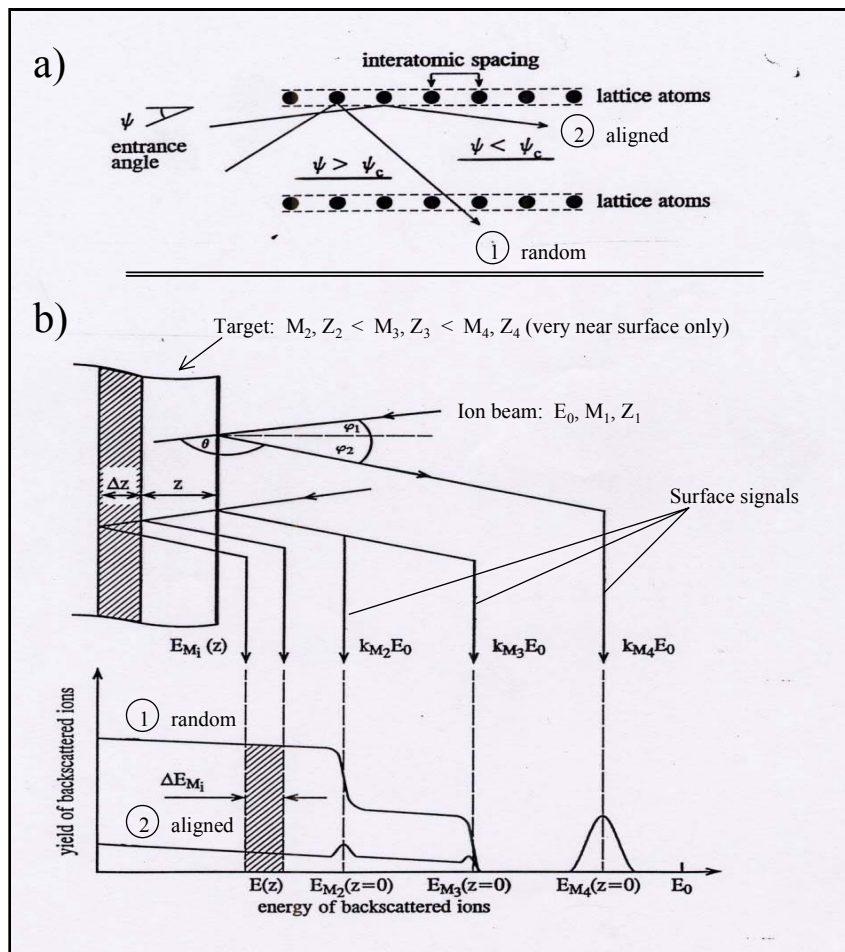 a)
interatomic spacing
lattice atoms
ψ
entrance
angle
② aligned
ψ < ψc
ψ > ψc
lattice atoms
① random
b)
Target: M2, Z2 < M3, Z3 < M4, Z4 (very near surface only)
Ion beam: E0, M1, Z1
φ1
θ
φ2
Δz
z
Surface signals
EMi (z)
kM2E0
kM3E0
kM4E0
yield of backscattered ions
① random
ΔEMi
② aligned
E(z)
EM2(z=0)
EM3(z=0)
EM4(z=0)
E0
energy of backscattered ions